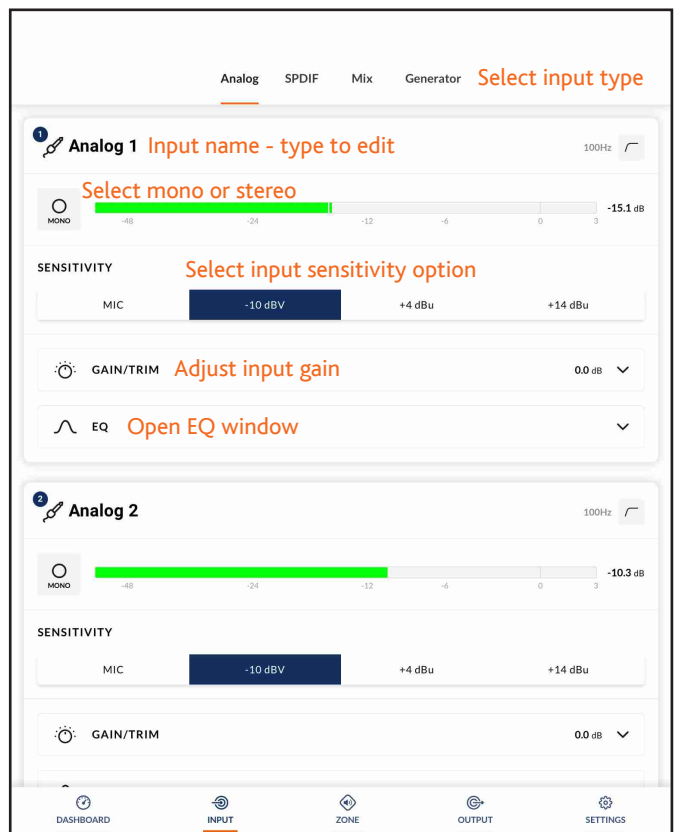 Analog SPDIF Mix Generator Select input type
1 Analog 1 Input name - type to edit 100Hz
Select mono or stereo
MONO -48 -24 -12 -6 0 3 -15.1 dB
SENSITIVITY Select input sensitivity option
MIC -10 dBV +4 dBu +14 dBu
GAIN/TRIM Adjust input gain 0.0 dB
EQ Open EQ window
2 Analog 2 100Hz
MONO -48 -24 -12 -6 0 3 -10.3 dB
SENSITIVITY
MIC -10 dBV +4 dBu +14 dBu
GAIN/TRIM 0.0 dB
DASHBOARD INPUT ZONE OUTPUT SETTINGS